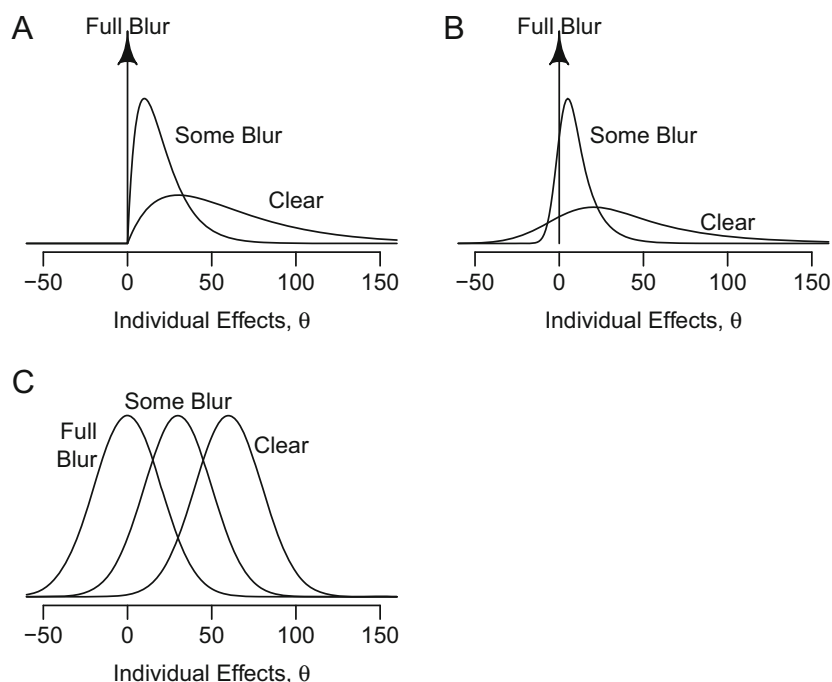 A
Full Blur
Some Blur
Clear
−50 0 50 100 150
Individual Effects, θ
B
Full Blur
Some Blur
Clear
−50 0 50 100 150
Individual Effects, θ
C
Some Blur
Full
Blur
Clear
−50 0 50 100 150
Individual Effects, θ